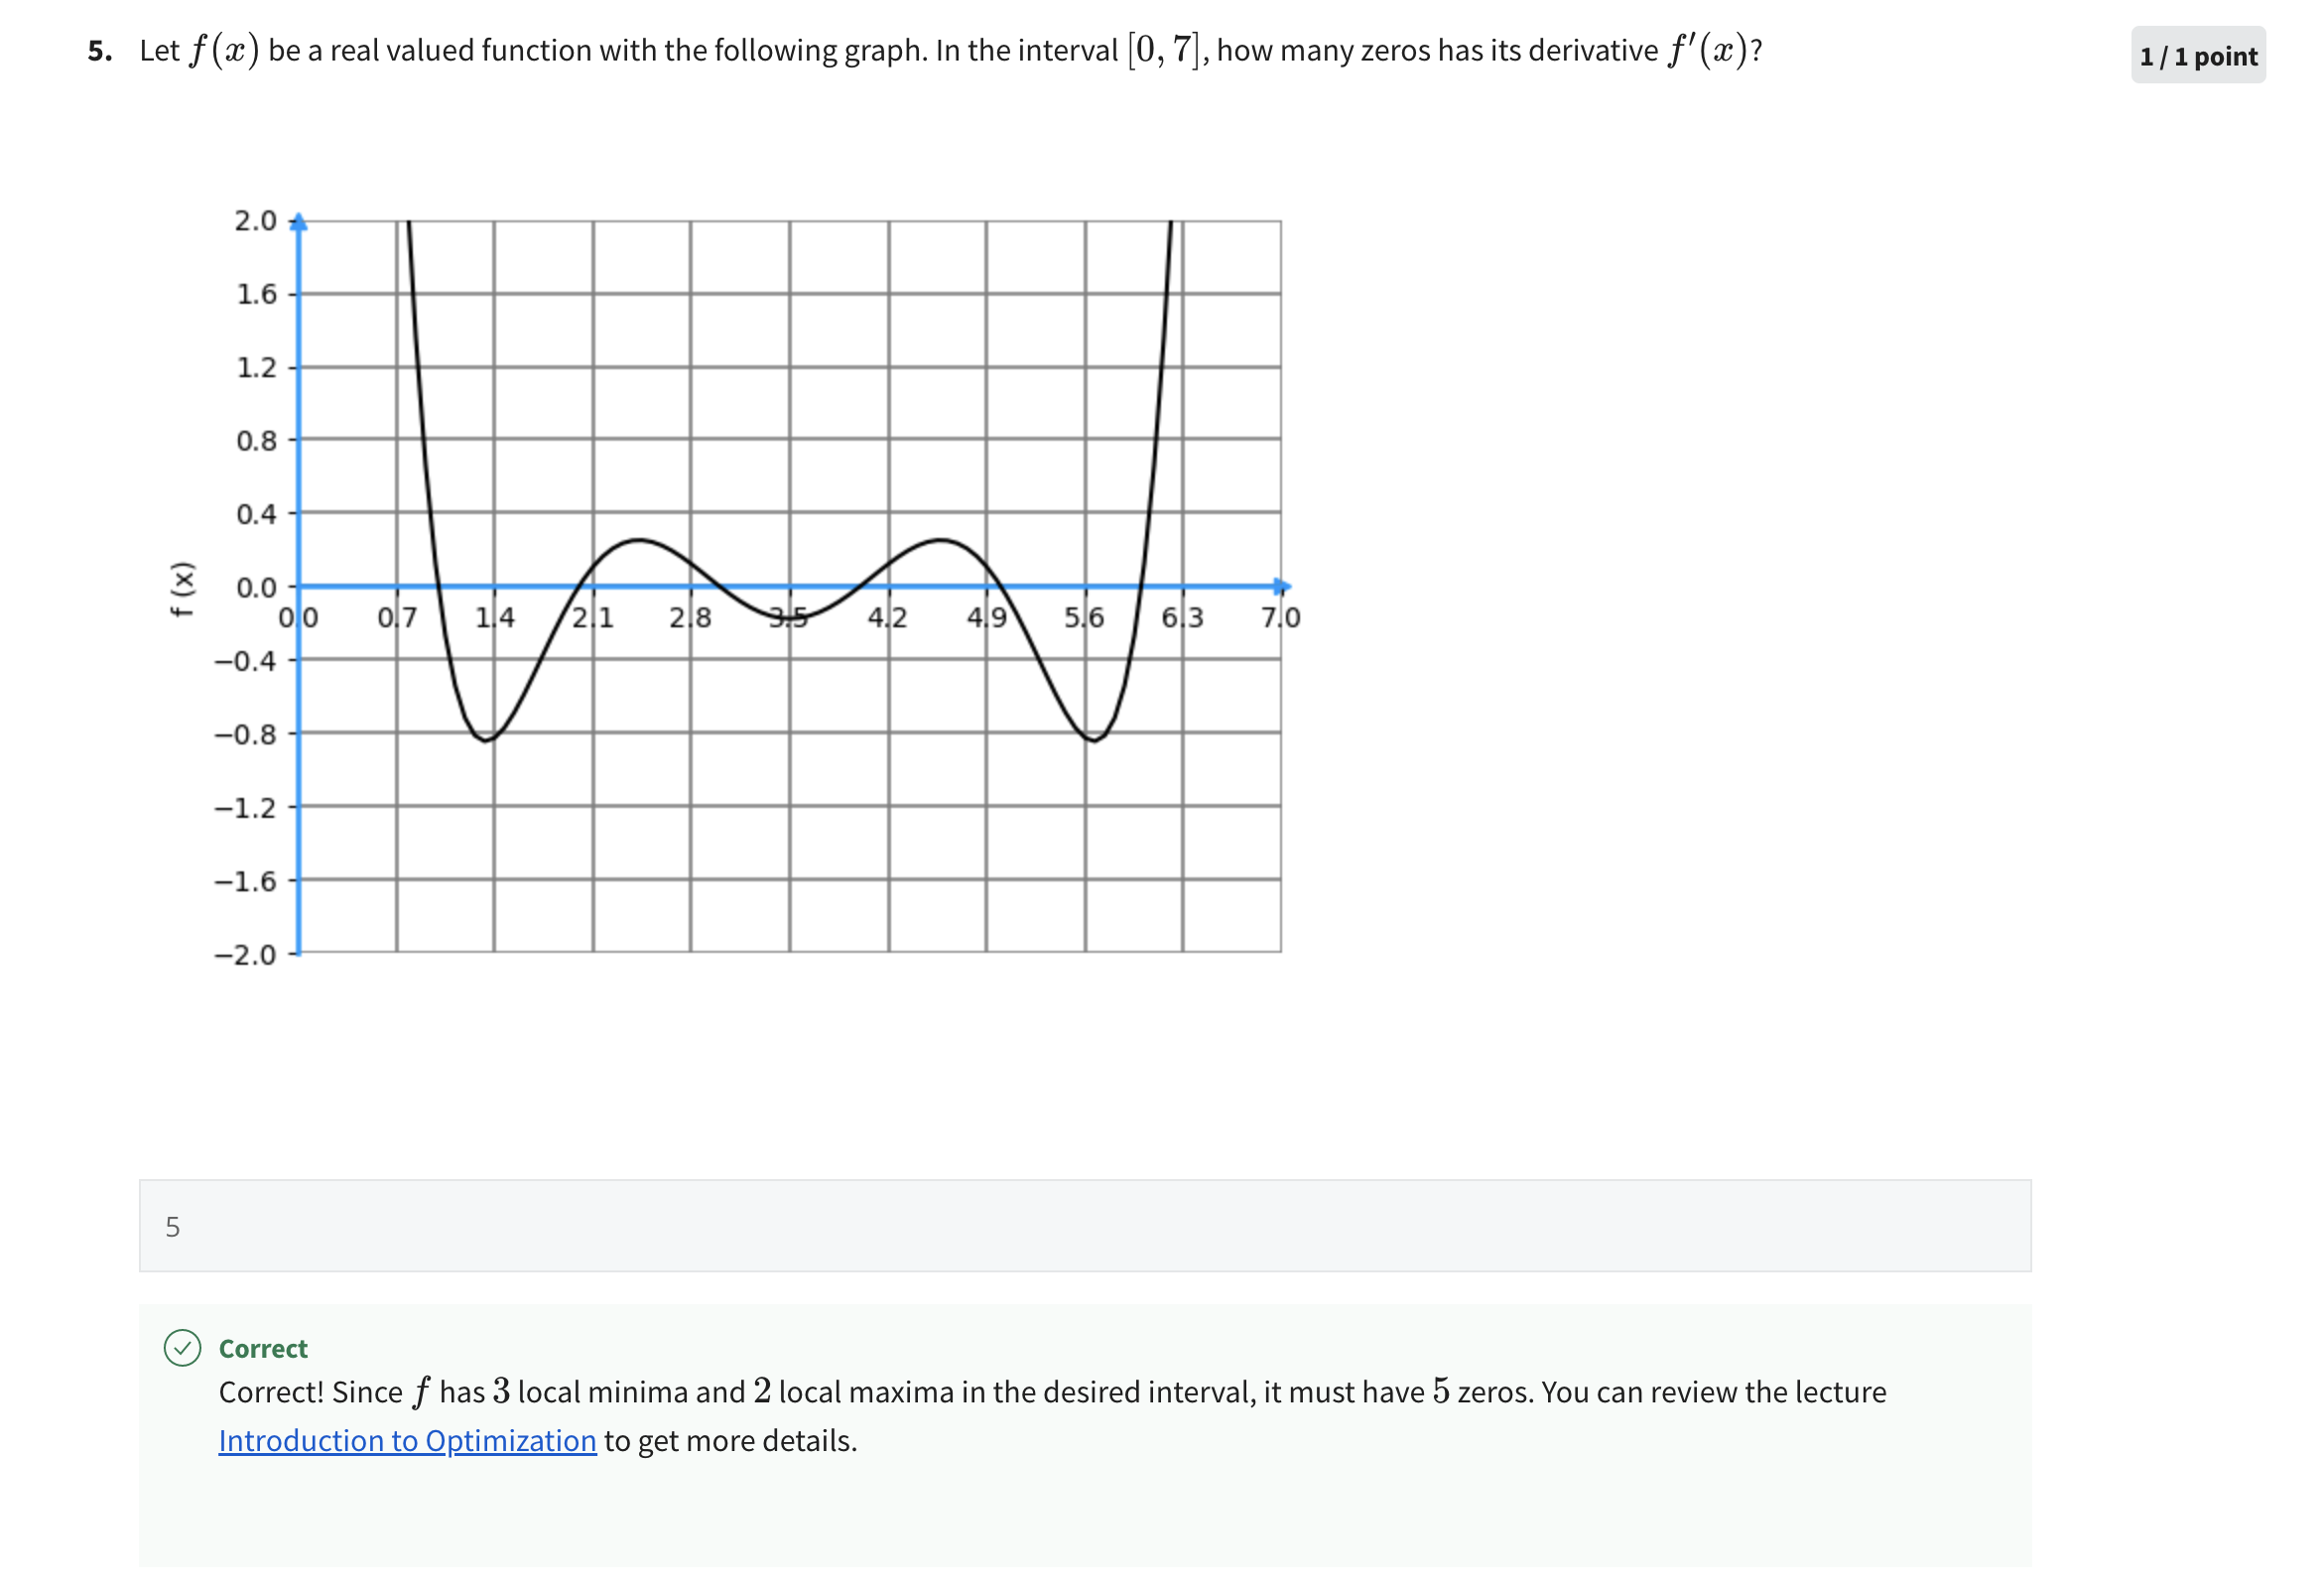 5. Let f(x) be a real valued function with the following graph. In the interval [0, 7], how many zeros has its derivative f′(x)?
1 / 1 point
2.0
1.6
1.2
0.8
0.4
0.0
−0.4
−0.8
−1.2
−1.6
−2.0
f (x)
0.0 0.7 1.4 2.1 2.8 3.5 4.2 4.9 5.6 6.3 7.0
5
Correct
Correct! Since f has 3 local minima and 2 local maxima in the desired interval, it must have 5 zeros. You can review the lecture
Introduction to Optimization to get more details.